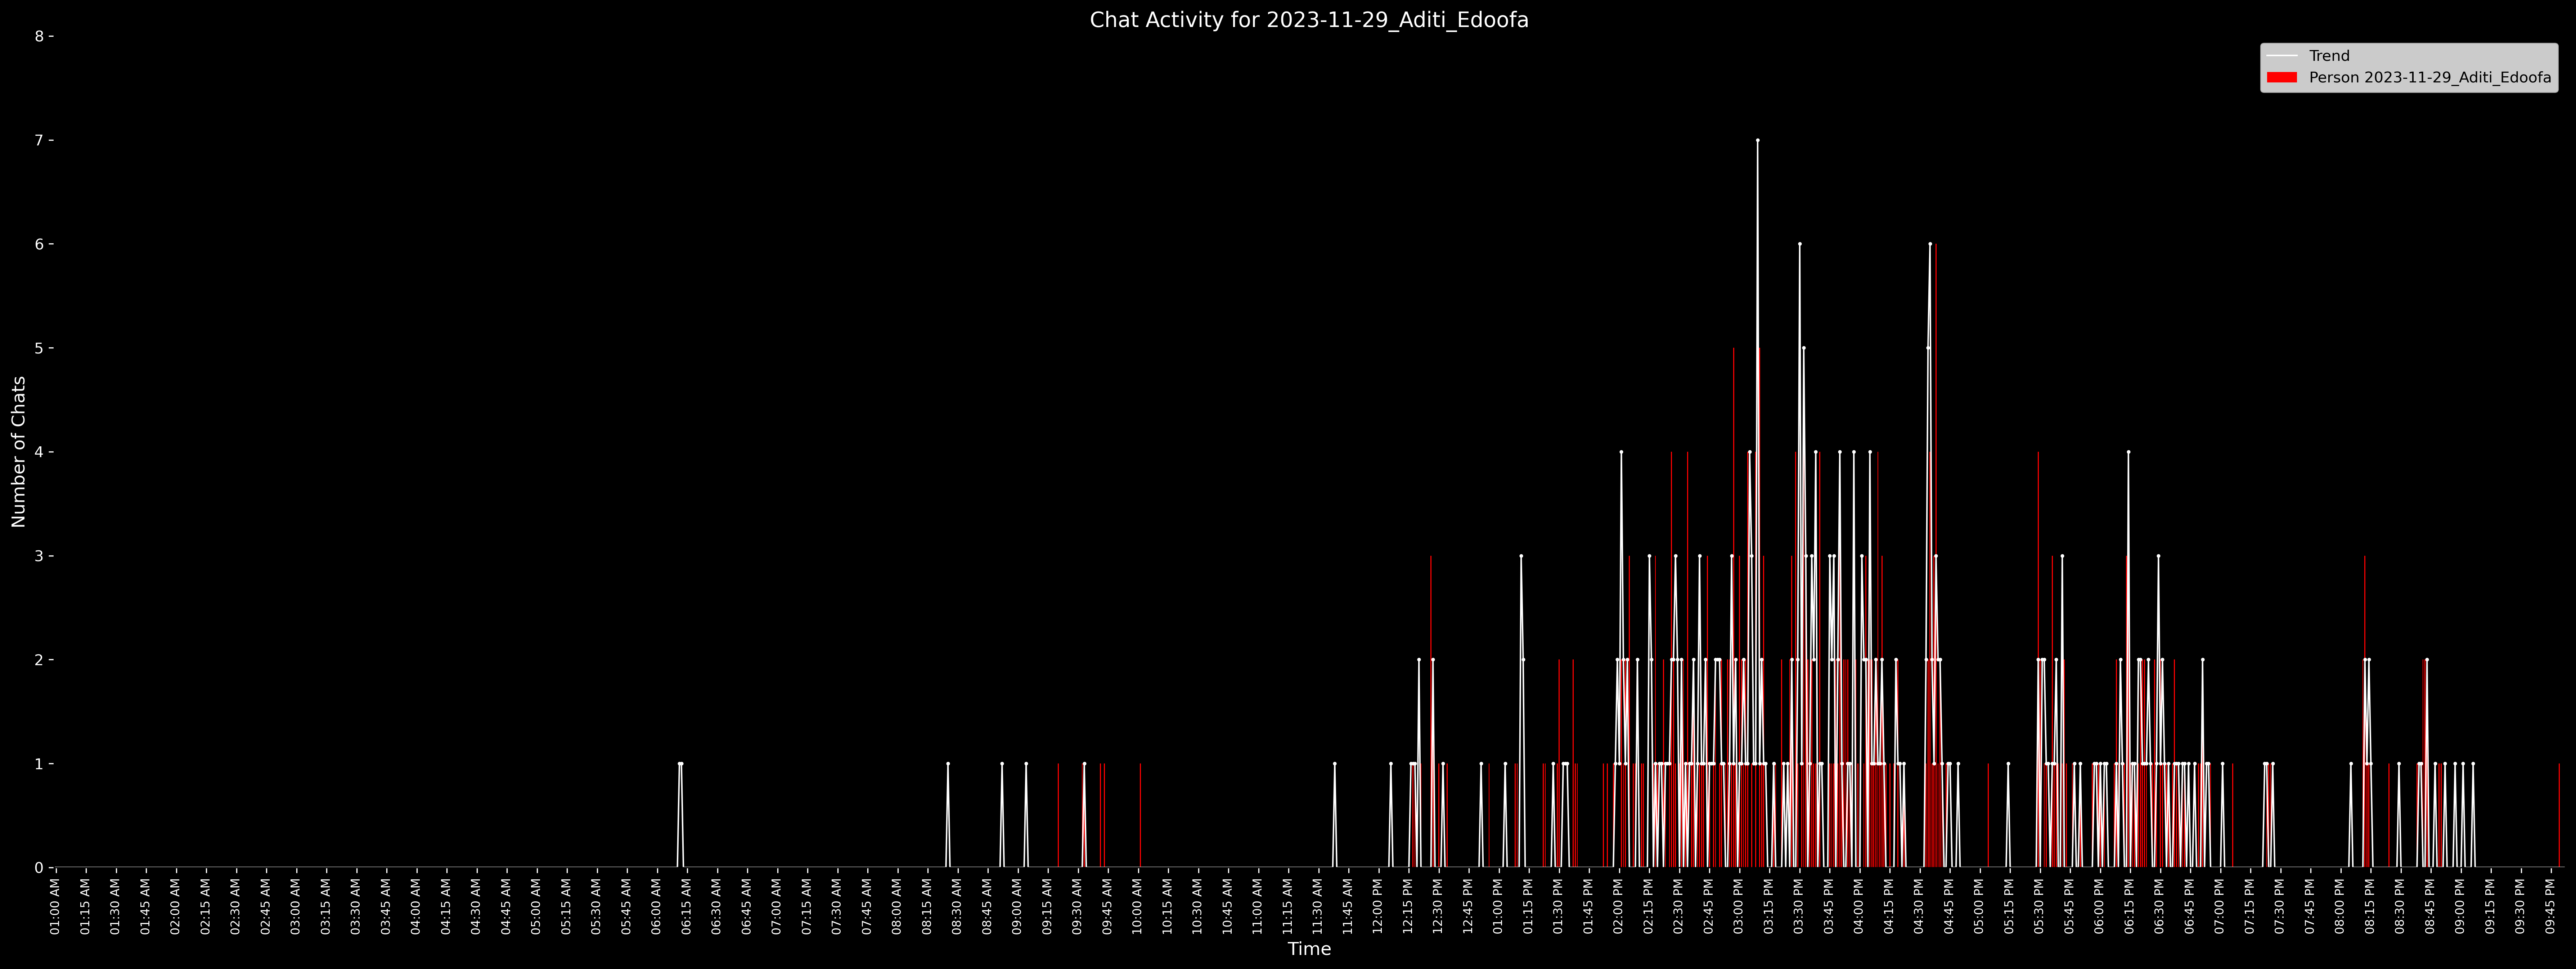 Chat Activity for 2023-11-29_Aditi_Edoofa
Trend
Person 2023-11-29_Aditi_Edoofa
Number of Chats
8
7
6
5
4
3
2
1
0
01:00 AM
01:15 AM
01:30 AM
01:45 AM
02:00 AM
02:15 AM
02:30 AM
02:45 AM
03:00 AM
03:15 AM
03:30 AM
03:45 AM
04:00 AM
04:15 AM
04:30 AM
04:45 AM
05:00 AM
05:15 AM
05:30 AM
05:45 AM
06:00 AM
06:15 AM
06:30 AM
06:45 AM
07:00 AM
07:15 AM
07:30 AM
07:45 AM
08:00 AM
08:15 AM
08:30 AM
08:45 AM
09:00 AM
09:15 AM
09:30 AM
09:45 AM
10:00 AM
10:15 AM
10:30 AM
10:45 AM
11:00 AM
11:15 AM
11:30 AM
11:45 AM
12:00 PM
12:15 PM
12:30 PM
12:45 PM
01:00 PM
01:15 PM
01:30 PM
01:45 PM
02:00 PM
02:15 PM
02:30 PM
02:45 PM
03:00 PM
03:15 PM
03:30 PM
03:45 PM
04:00 PM
04:15 PM
04:30 PM
04:45 PM
05:00 PM
05:15 PM
05:30 PM
05:45 PM
06:00 PM
06:15 PM
06:30 PM
06:45 PM
07:00 PM
07:15 PM
07:30 PM
07:45 PM
08:00 PM
08:15 PM
08:30 PM
08:45 PM
09:00 PM
09:15 PM
09:30 PM
09:45 PM
Time